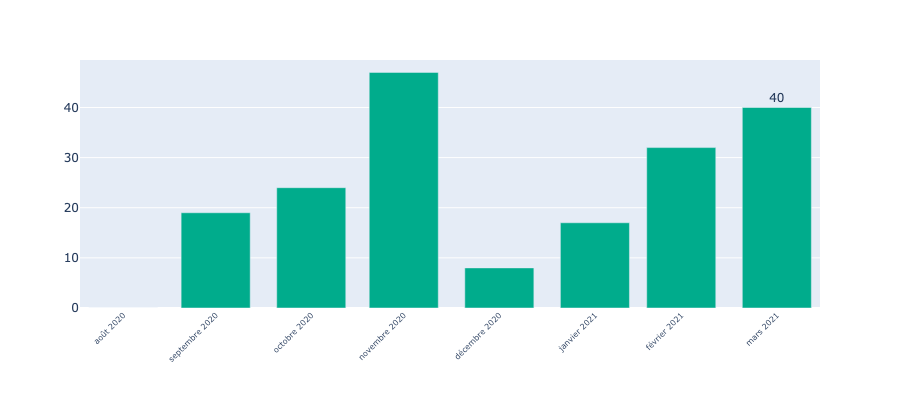 40
40
30
20
10
0
août 2020
septembre 2020
octobre 2020
novembre 2020
décembre 2020
janvier 2021
février 2021
mars 2021